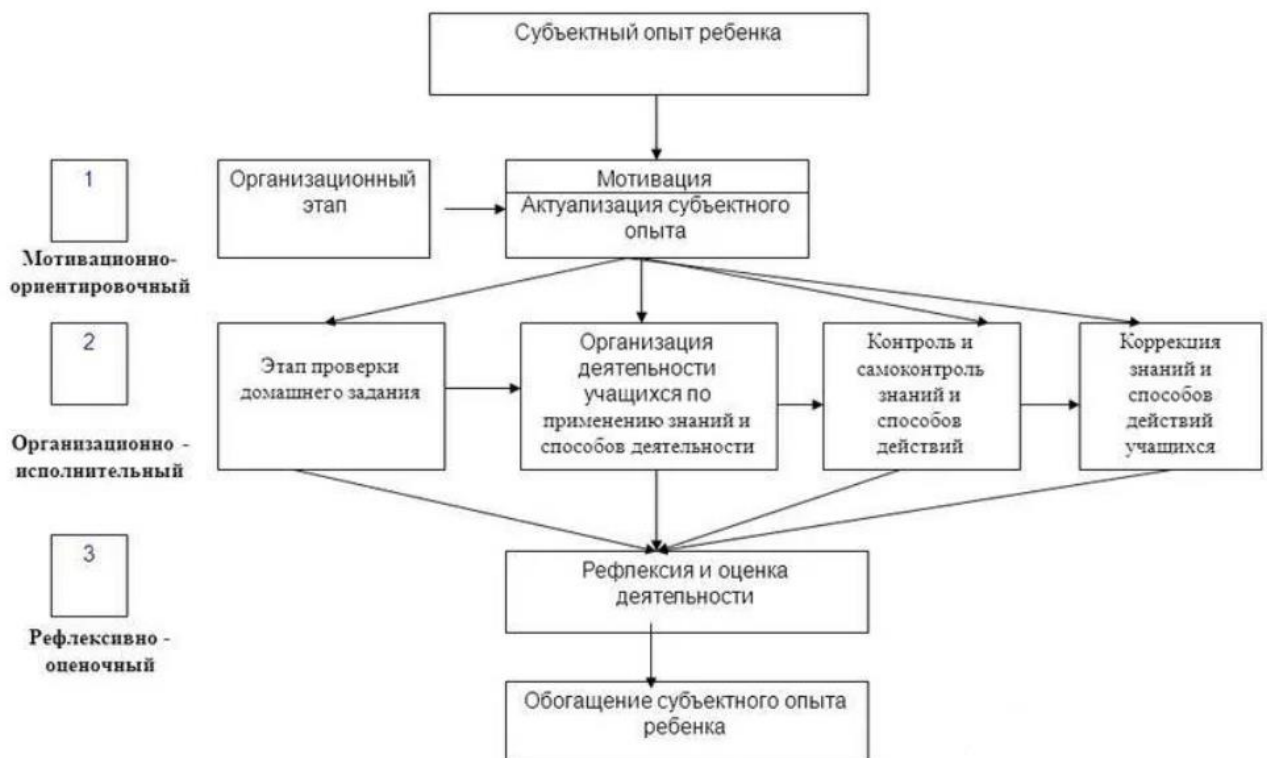 Субъектный опыт ребенка
1
Мотивационно-
ориентировочный
Организационный
этап
Мотивация
Актуализация субъектного
опыта
2
Организационно -
исполнительный
Этап проверки
домашнего задания
Организация
деятельности
учащихся по
применению знаний и
способов деятельности
Контроль и
самоконтроль
знаний и
способов
действий
Коррекция
знаний и
способов
действий
учащихся
3
Рефлексивно -
оценочный
Рефлексия и оценка
деятельности
Обогащение субъектного опыта
ребенка